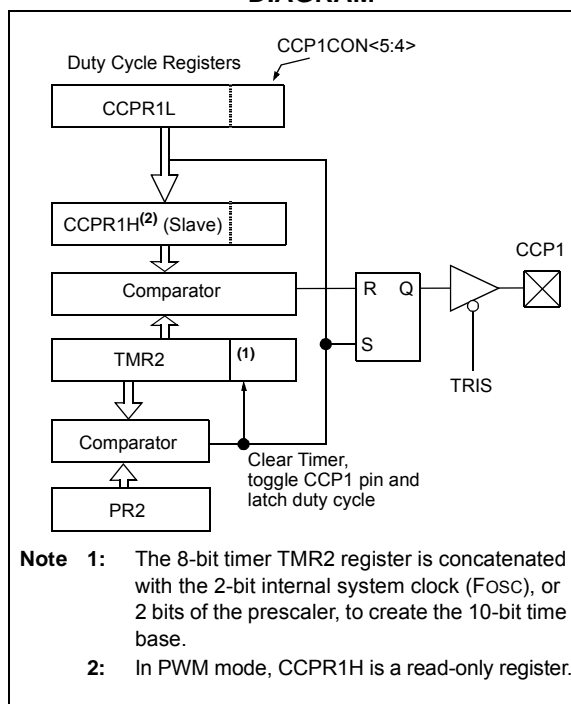 DIAGRAM
CCP1CON<5:4>
Duty Cycle Registers
CCPR1L
CCPR1H(2) (Slave)
CCP1
Comparator
R Q
TMR2 (1)
S
TRIS
Comparator
Clear Timer,
toggle CCP1 pin and
latch duty cycle
PR2
Note 1: The 8-bit timer TMR2 register is concatenated
with the 2-bit internal system clock (FOSC), or
2 bits of the prescaler, to create the 10-bit time
base.
2: In PWM mode, CCPR1H is a read-only register.